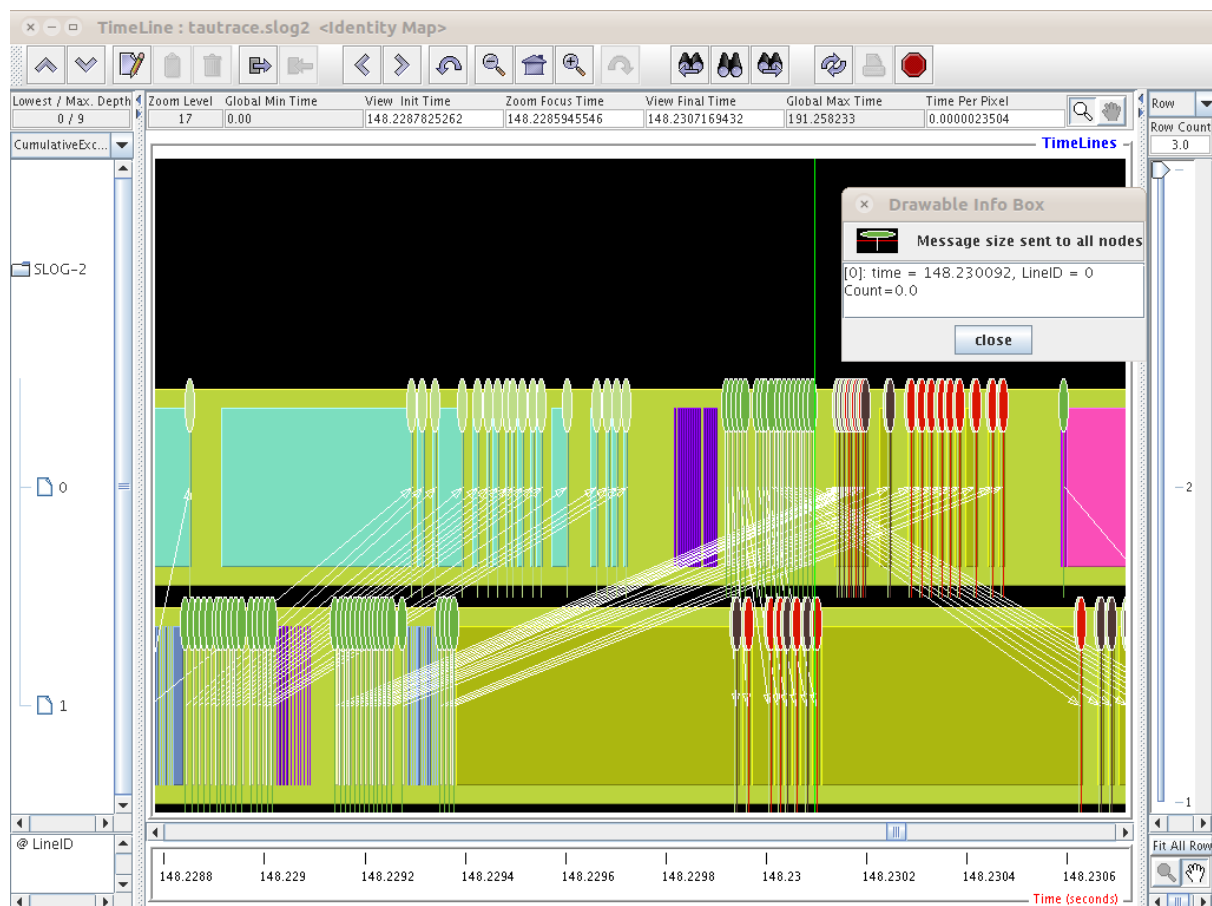 TimeLine : tautrace.slog2 <Identity Map>
Lowest / Max. Depth
0 / 9
CumulativeExc...
Zoom Level Global Min Time View Init Time Zoom Focus Time View Final Time Global Max Time Time Per Pixel
17 0.00 148.2287825262 148.2285945546 148.2307169432 191.258233 0.0000023504
Row
Row Count
3.0
TimeLines
Drawable Info Box
Message size sent to all nodes
[0]: time = 148.230092, LineID = 0
Count=0.0
close
SLOG-2
0
1
2
1
@ LineID
148.2288 148.229 148.2292 148.2294 148.2296 148.2298 148.23 148.2302 148.2304 148.2306
Time (seconds)
Fit All Row